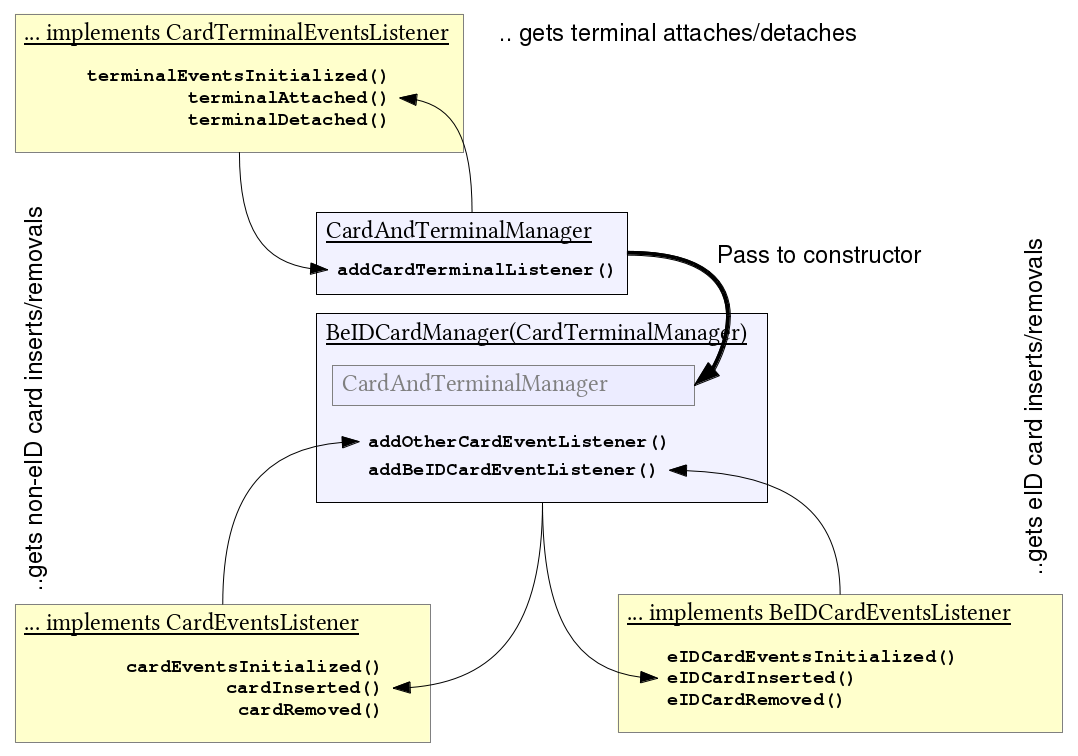 ... implements CardTerminalEventsListener
.. gets terminal attaches/detaches
terminalEventsInitialized()
terminalAttached()
terminalDetached()
CardAndTerminalManager
addCardTerminalListener()
Pass to constructor
..gets non-eID card inserts/removals
..gets eID card inserts/removals
BeIDCardManager(CardTerminalManager)
CardAndTerminalManager
addOtherCardEventListener()
addBeIDCardEventListener()
... implements CardEventsListener
cardEventsInitialized()
cardInserted()
cardRemoved()
... implements BeIDCardEventsListener
eIDCardEventsInitialized()
eIDCardInserted()
eIDCardRemoved()